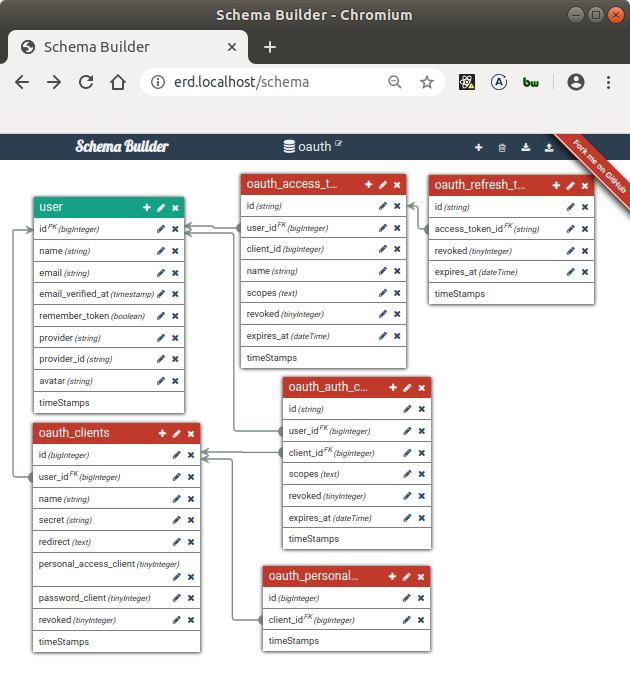 Schema Builder - Chromium
Schema Builder
erd.localhost/schema
bw
Schema Builder
oauth
Fork me on GitHub
user
id PK (bigInteger)
name (string)
email (string)
email_verified_at (timestamp)
remember_token (boolean)
provider (string)
provider_id (string)
avatar (string)
timeStamps
oauth_access_t...
id (string)
user_id FK (bigInteger)
client_id (bigInteger)
name (string)
scopes (text)
revoked (tinyInteger)
expires_at (dateTime)
timeStamps
oauth_refresh_t...
id (string)
access_token_id FK (string)
revoked (tinyInteger)
expires_at (dateTime)
timeStamps
oauth_auth_c...
id (string)
user_id FK (bigInteger)
client_id FK (bigInteger)
scopes (text)
revoked (tinyInteger)
expires_at (dateTime)
timeStamps
oauth_clients
id (bigInteger)
user_id FK (bigInteger)
name (string)
secret (string)
redirect (text)
personal_access_client (tinyInteger)
password_client (tinyInteger)
revoked (tinyInteger)
timeStamps
oauth_personal...
id (bigInteger)
client_id FK (bigInteger)
timeStamps